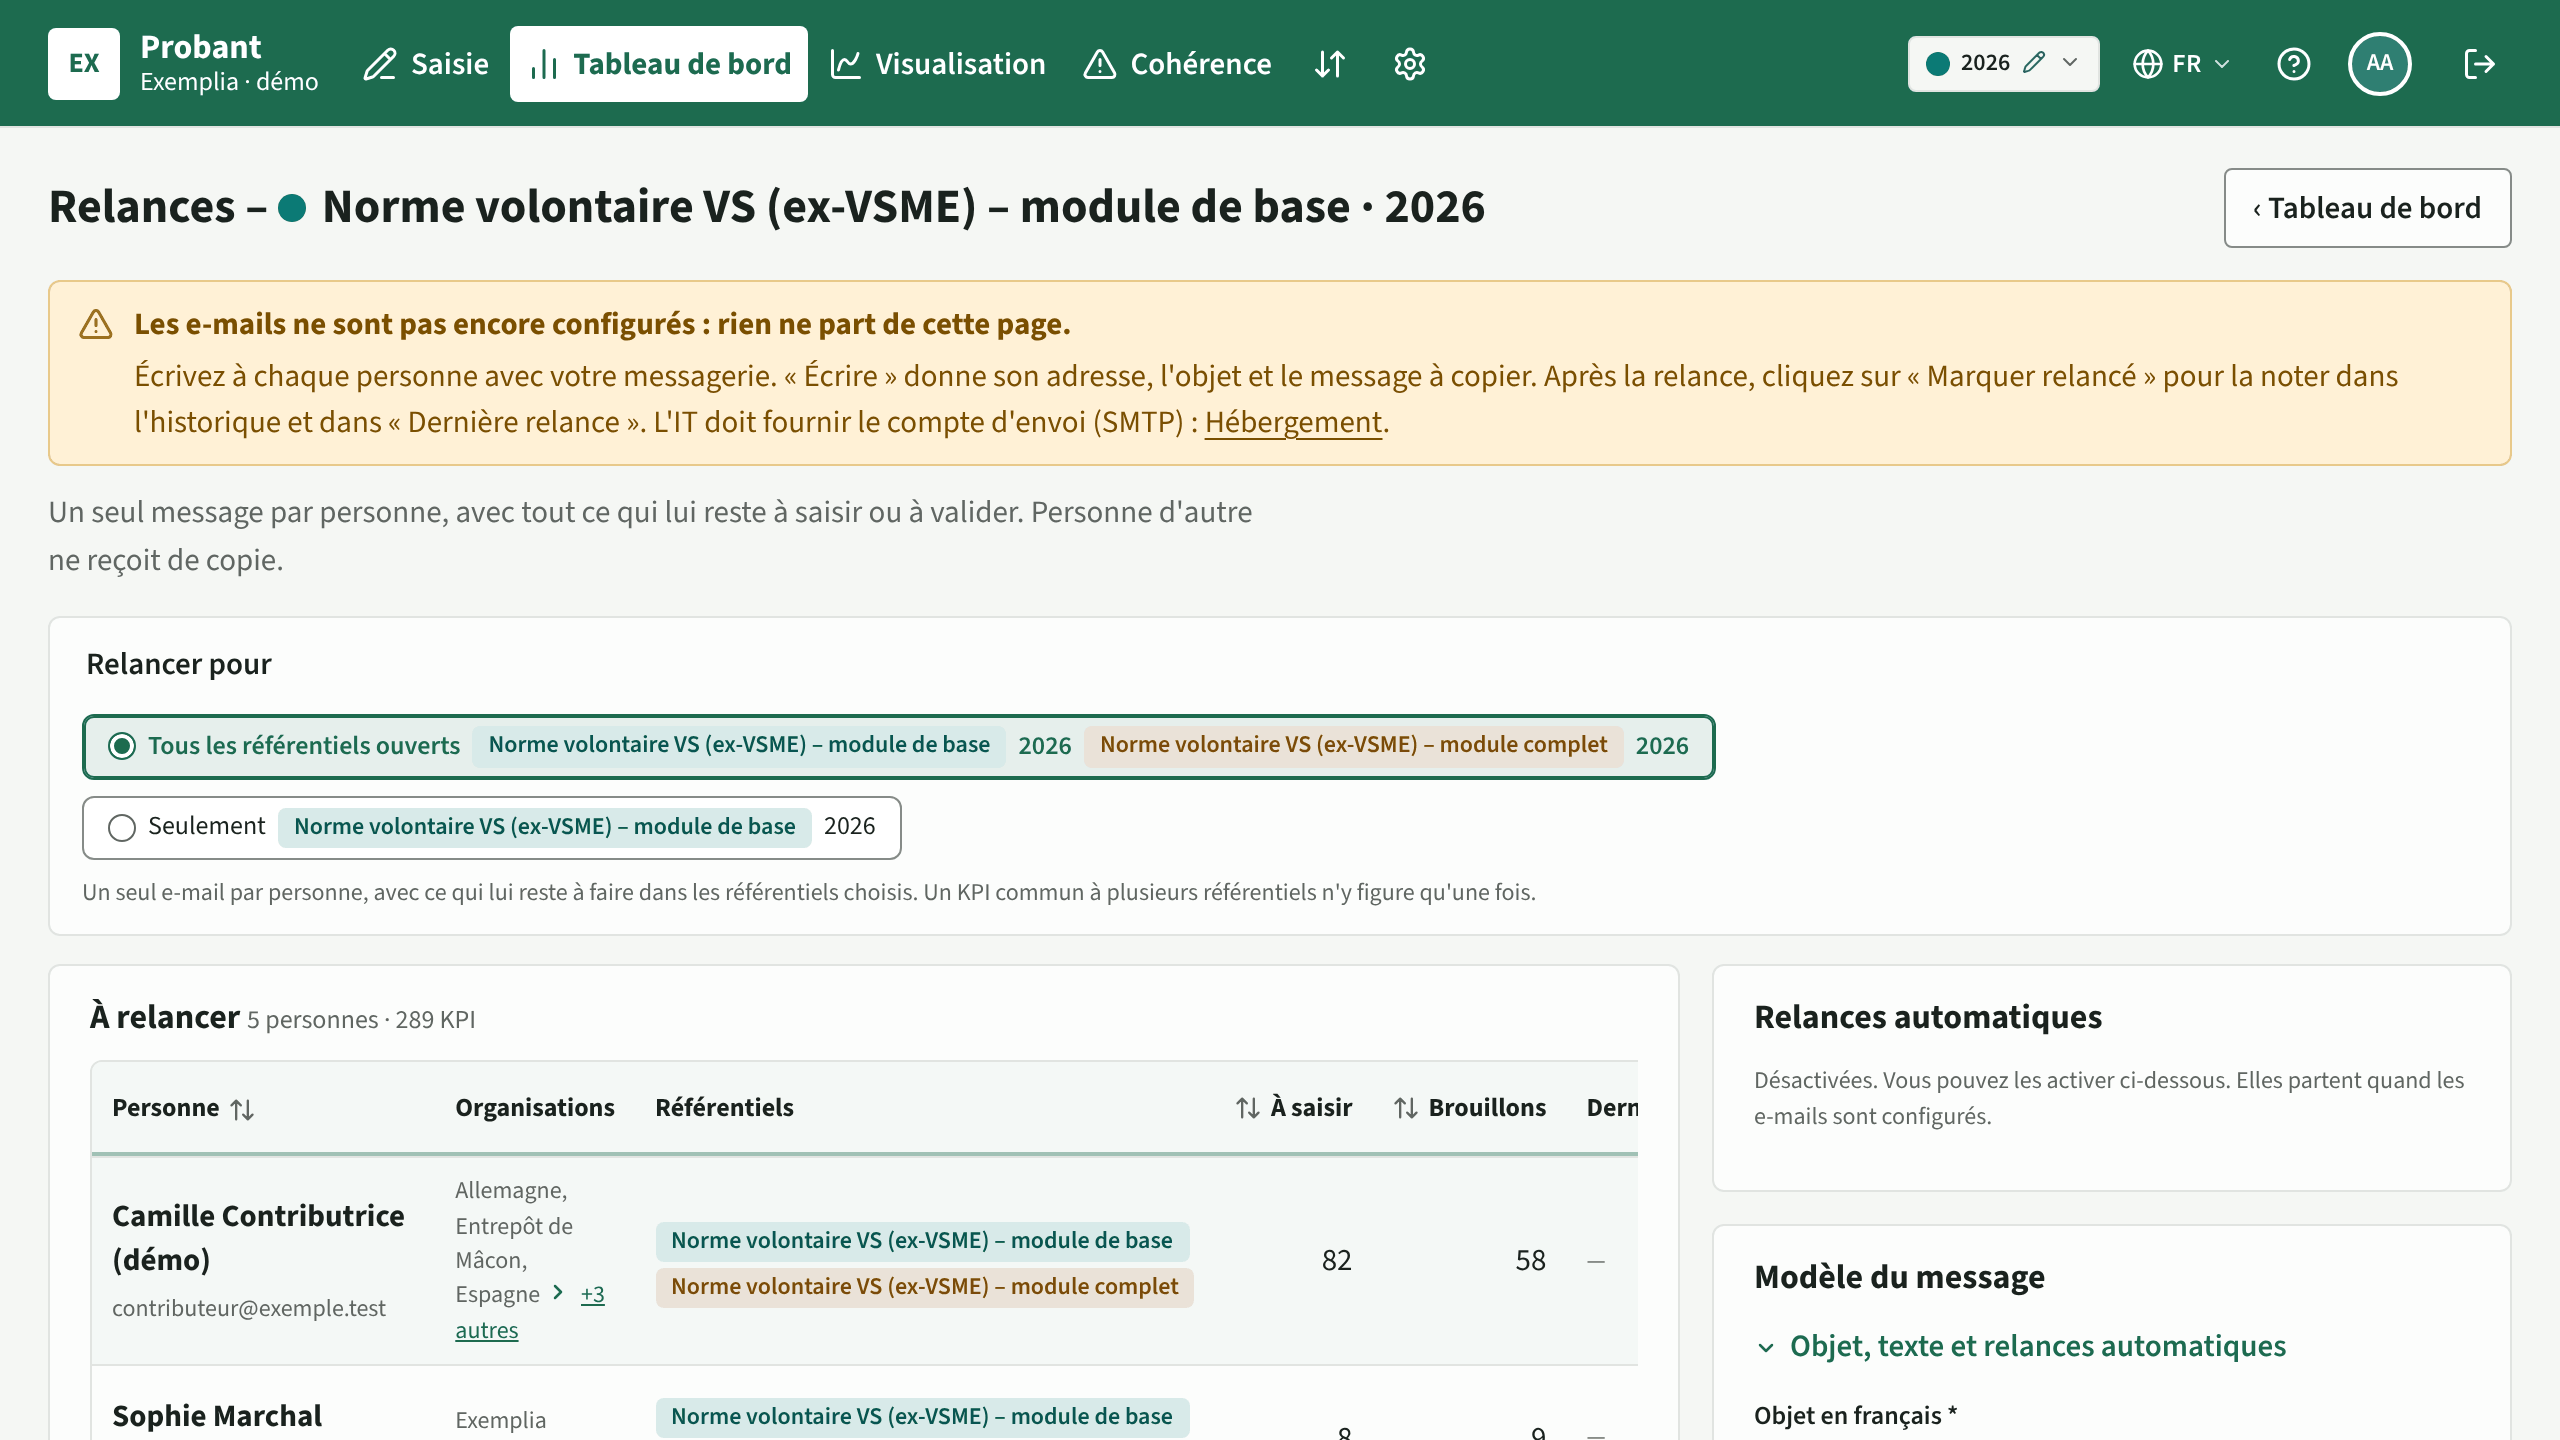 EX
Probant
Exemplia · démo
Saisie
Tableau de bord
Visualisation
Cohérence
2026
FR
AA
Relances – Norme volontaire VS (ex-VSME) – module de base · 2026
‹ Tableau de bord
Les e-mails ne sont pas encore configurés : rien ne part de cette page.
Écrivez à chaque personne avec votre messagerie. « Écrire » donne son adresse, l'objet et le message à copier. Après la relance, cliquez sur « Marquer relancé » pour la noter dans
l'historique et dans « Dernière relance ». L'IT doit fournir le compte d'envoi (SMTP) : Hébergement.
Un seul message par personne, avec tout ce qui lui reste à saisir ou à valider. Personne d'autre
ne reçoit de copie.
Relancer pour
Tous les référentiels ouverts Norme volontaire VS (ex-VSME) – module de base 2026 Norme volontaire VS (ex-VSME) – module complet 2026
Seulement Norme volontaire VS (ex-VSME) – module de base 2026
Un seul e-mail par personne, avec ce qui lui reste à faire dans les référentiels choisis. Un KPI commun à plusieurs référentiels n'y figure qu'une fois.
À relancer 5 personnes · 289 KPI
Personne Organisations Référentiels À saisir Brouillons Dern
Camille Contributrice
(démo)
contributeur@exemple.test
Allemagne,
Entrepôt de
Mâcon,
Espagne +3
autres
Norme volontaire VS (ex-VSME) – module de base
Norme volontaire VS (ex-VSME) – module complet
82
58
–
Sophie Marchal
Exemplia
Norme volontaire VS (ex-VSME) – module de base
8
9
–
Relances automatiques
Désactivées. Vous pouvez les activer ci-dessous. Elles partent quand les
e-mails sont configurés.
Modèle du message
Objet, texte et relances automatiques
Objet en français *